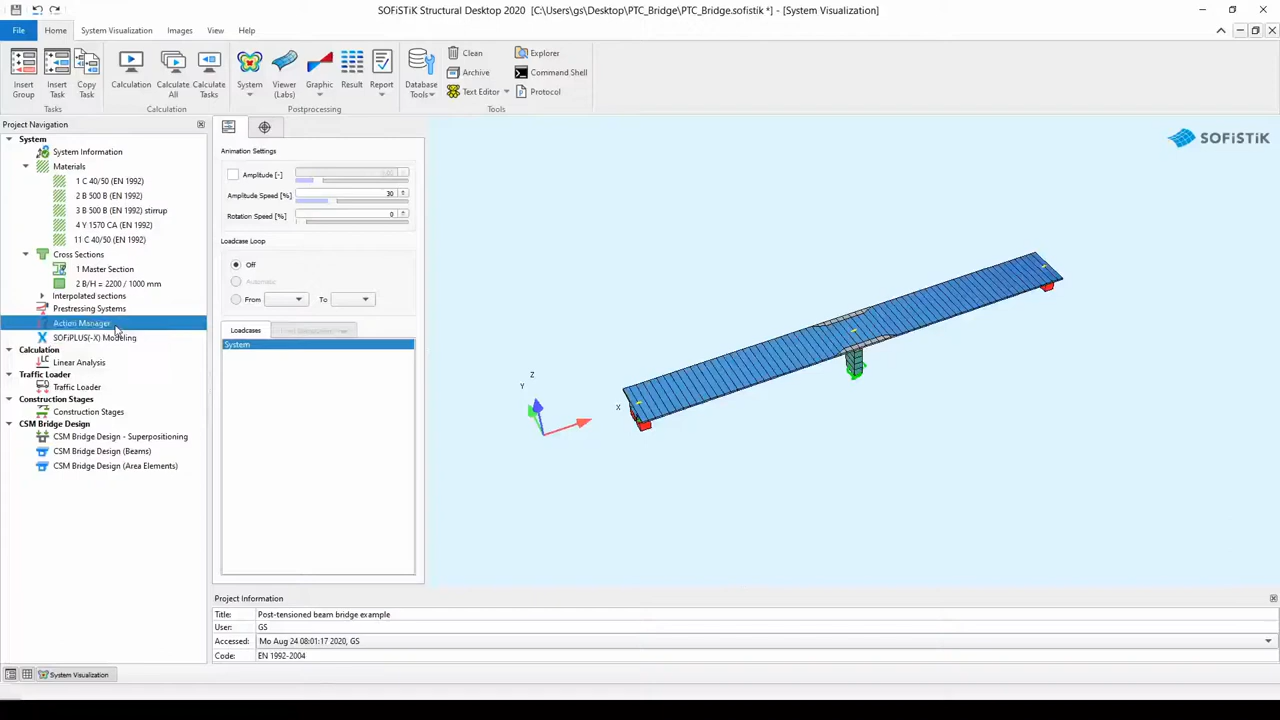 SOFiSTiK Structural Desktop 2020 [C:\Users\gs\Desktop\PTC_Bridge\PTC_Bridge.sofistik *] - [System Visualization]
File Home System Visualization Images View Help
Insert Group
Insert Task
Copy Task
Calculation
Calculate All
Calculate Tasks
System
Viewer (Labs)
Graphic
Result
Report
Database Tools
Clean
Archive
Text Editor
Explorer
Command Shell
Protocol
Tasks
Calculation
Postprocessing
Tools
Project Navigation
System
System Information
Materials
1 C 40/50 (EN 1992)
2 B 500 B (EN 1992)
3 B 500 B (EN 1992) stirrup
4 Y 1570 CA (EN 1992)
11 C 40/50 (EN 1992)
Cross Sections
1 Master Section
2 B/H = 2200 / 1000 mm
Interpolated sections
Prestressing Systems
Action Manager
SOFiPLUS(-X) Modeling
Calculation
LC
Linear Analysis
Traffic Loader
Traffic Loader
Construction Stages
Construction Stages
CSM Bridge Design
CSM Bridge Design - Superpositioning
CSM Bridge Design (Beams)
CSM Bridge Design (Area Elements)
Animation Settings
Amplitude [-]
Amplitude Speed [%] 30
Rotation Speed [%] 0
Loadcase Loop
Off
Automatic
From To
Loadcases
System
SOFiSTiK
Z
Y
X
Project Information
Title: Post-tensioned beam bridge example
User: GS
Accessed: Mo Aug 24 08:01:17 2020, GS
Code: EN 1992-2004
System Visualization